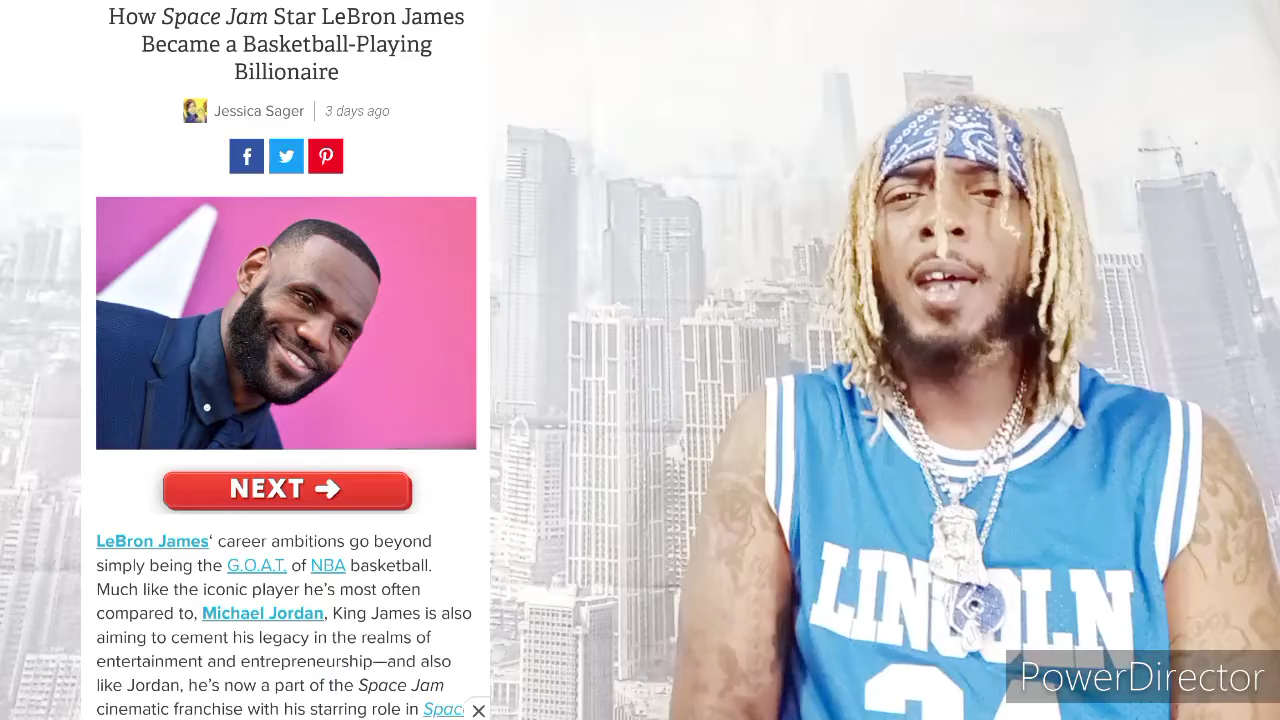 How Space Jam Star LeBron James
Became a Basketball-Playing
Billionaire
Jessica Sager | 3 days ago
NEXT
LeBron James‘ career ambitions go beyond
simply being the G.O.A.T. of NBA basketball.
Much like the iconic player he’s most often
compared to, Michael Jordan, King James is also
aiming to cement his legacy in the realms of
entertainment and entrepreneurship—and also
like Jordan, he’s now a part of the Space Jam
cinematic franchise with his starring role in Spac
LINCOLN
PowerDirector